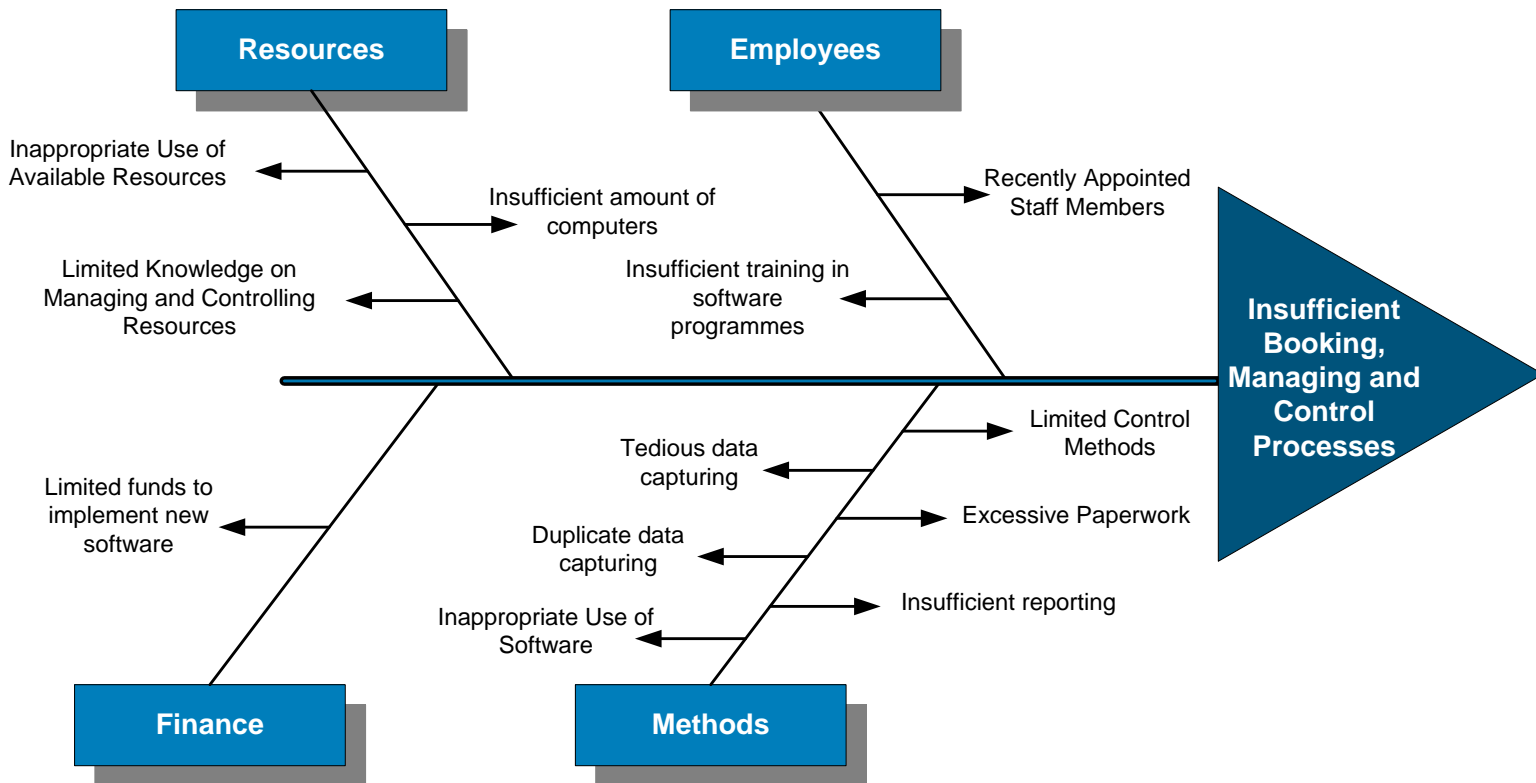 Resources
Employees
Inappropriate Use of
Available Resources
Insufficient amount of
computers
Limited Knowledge on
Managing and Controlling
Resources
Recently Appointed
Staff Members
Insufficient training in
software
programmes
Insufficient
Booking,
Managing and
Control
Processes
Limited funds to
implement new
software
Limited Control
Methods
Tedious data
capturing
Excessive Paperwork
Duplicate data
capturing
Insufficient reporting
Inappropriate Use of
Software
Finance
Methods